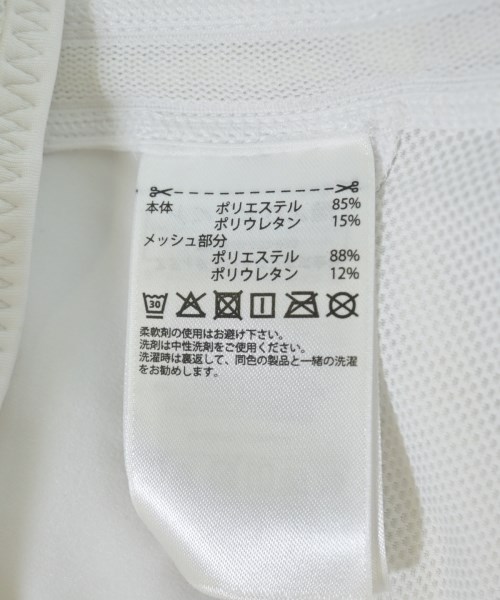 本体 ポリエステル 85%
ポリウレタン 15%
メッシュ部分
ポリエステル 88%
ポリウレタン 12%
30
柔軟剤の使用はお避け下さい。
洗剤は中性洗剤をご使用ください。
洗濯時は裏返して、同色の製品と一緒の洗濯
をお勧めします。